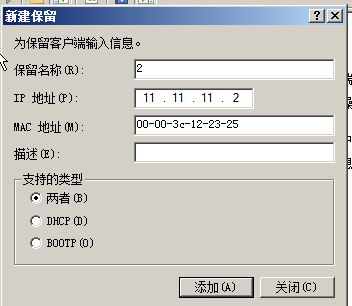 新建保留
为保留客户端输入信息。
保留名称(R): 2
IP 地址(P): 11 . 11 . 11 . 2
MAC 地址(M): 00-00-3c-12-23-25
描述(E):
支持的类型
两者(B)
DHCP(D)
BOOTP(O)
添加(A) 关闭(C)